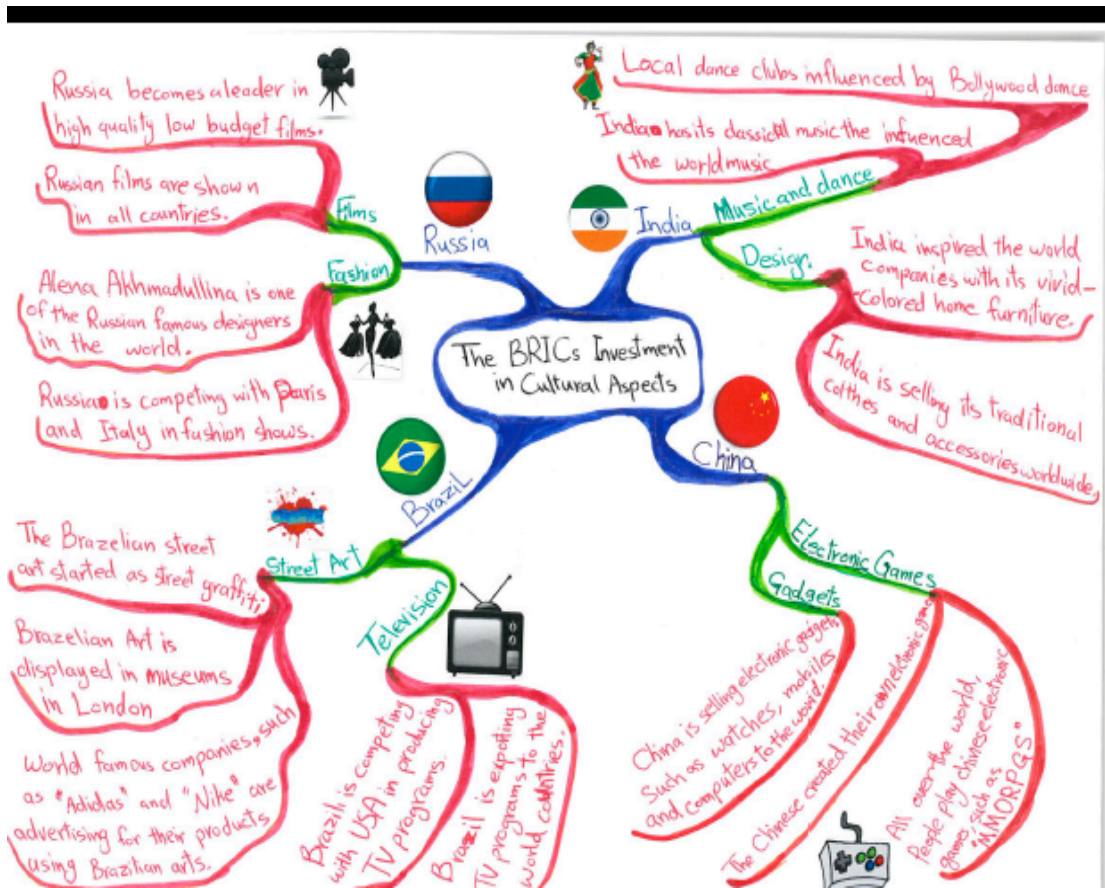 The BRICs Investment
in Cultural Aspects
Russia
Films
Russia becomes a leader in
high quality low budget films.
Russian films are shown
in all countries.
Fashion
Alena Akhmadullina is one
of the Russian famous designers
in the world.
Russia is competing with Paris
and Italy in fashion shows.
India
Music and dance
Local dance clubs influenced by Bollywood dance
India has its classical music the influenced
the world music
Design.
India inspired the world
companies with its vivid-
-colored home furniture.
India is selling its traditional
colthes and accessories worldwide,
Brazil
Street Art
The Brazelian street
art started as street graffiti
Brazelian Art is
displayed in museums
in London
World famous companies, such
as "Adidas" and "Nike" are
advertising for their products
using Brazilian arts.
Television
Brazil is competing
with USA in producing
TV programs.
Brazil is exporting
TV programs to the
world countries.
China
Electronic Games
All over the world,
people play chinese electronic
games, such as
"MMORPGS"
The Chinese created their own elctronic game
Gadgets
China is selling electronic gadgets
Such as watches, mobiles
and computers to the world.